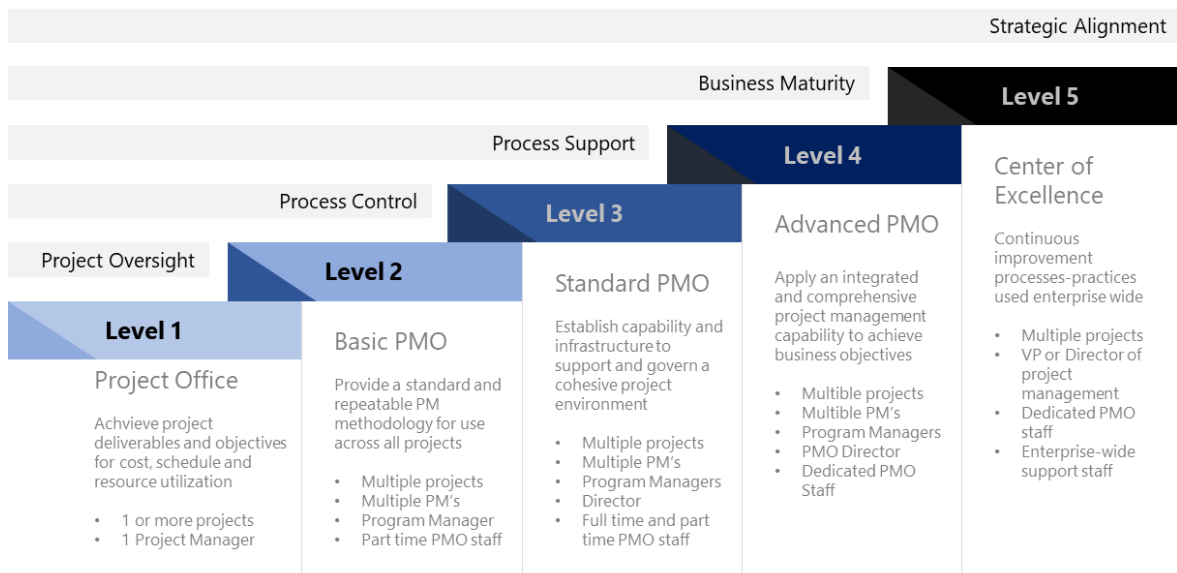 Strategic Alignment
Business Maturity
Level 5
Process Support
Level 4
Process Control
Level 3
Project Oversight
Level 2
Level 1
Project Office
Achvieve project
deliverables and objectives
for cost, schedule and
resource utilization
• 1 or more projects
• 1 Project Manager
Basic PMO
Provide a standard and
repeatable PM
methodology for use
across all projects
• Multiple projects
• Multiple PM's
• Program Manager
• Part time PMO staff
Standard PMO
Establish capability and
infrastructure to
support and govern a
cohesive project
environment
• Multiple projects
• Multiple PM's
• Program Managers
• Director
• Full time and part
time PMO staff
Advanced PMO
Apply an integrated
and comprehensive
project management
capability to achieve
business objectives
• Multible projects
• Multible PM's
• Program Managers
• PMO Director
• Dedicated PMO
Staff
Center of
Excellence
Continuous
improvement
processes-practices
used enterprise wide
• Multiple projects
• VP or Director of
project
management
• Dedicated PMO
staff
• Enterprise-wide
support staff